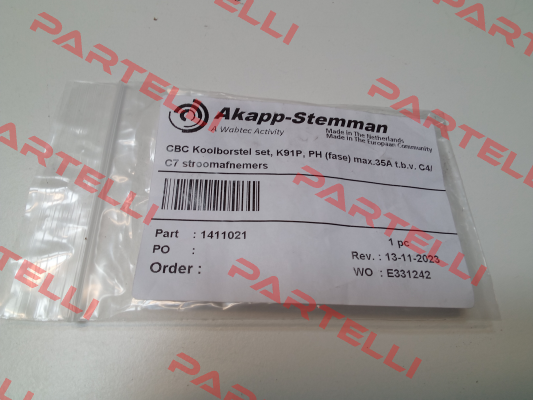 Akapp-Stemman
A Wabtec Activity
Made in The Netherlands
Made in The European Community
CBC Koolborstel set, K91P, PH (fase) max.35A t.b.v. C4/
C7 stroomafnemers
Part : 1411021
1 pc
PO :
Rev. : 13-11-2023
Order :
WO : E331242
PARTELLI
PARTELLI
PARTELLI
PARTELLI
PARTELLI
PARTELLI
PARTELLI